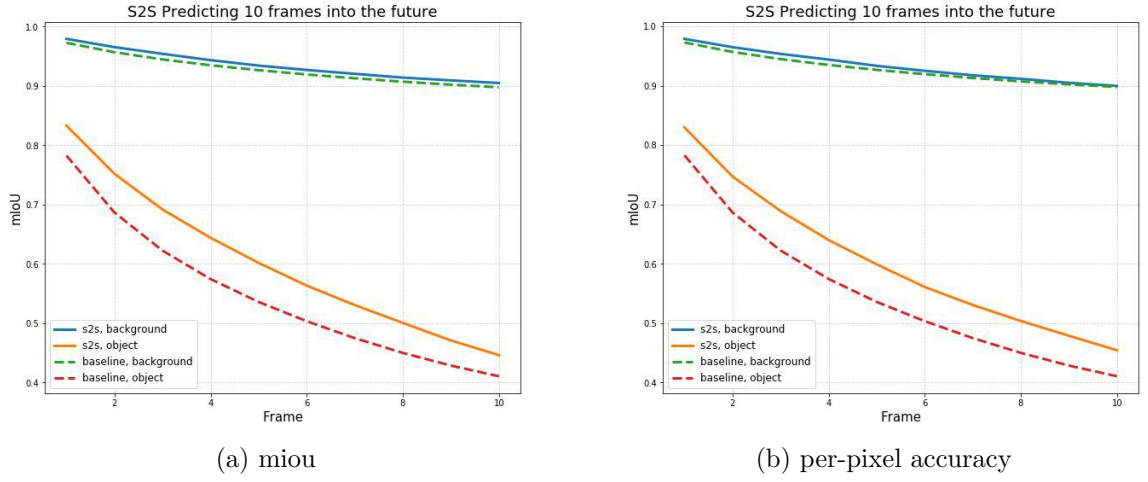 S2S Predicting 10 frames into the future
1.0
0.9
0.8
0.7
0.6
0.5
0.4
mIoU
s2s, background
s2s, object
baseline, background
baseline, object
2 4 6 8 10
Frame
(a) miou
S2S Predicting 10 frames into the future
1.0
0.9
0.8
0.7
0.6
0.5
0.4
mIoU
s2s, background
s2s, object
baseline, background
baseline, object
2 4 6 8 10
Frame
(b) per-pixel accuracy